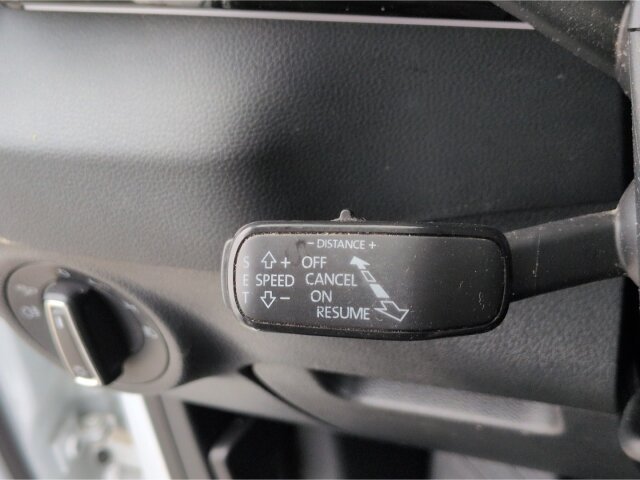 − DISTANCE +
S + OFF
E SPEED CANCEL
T − ON
RESUME